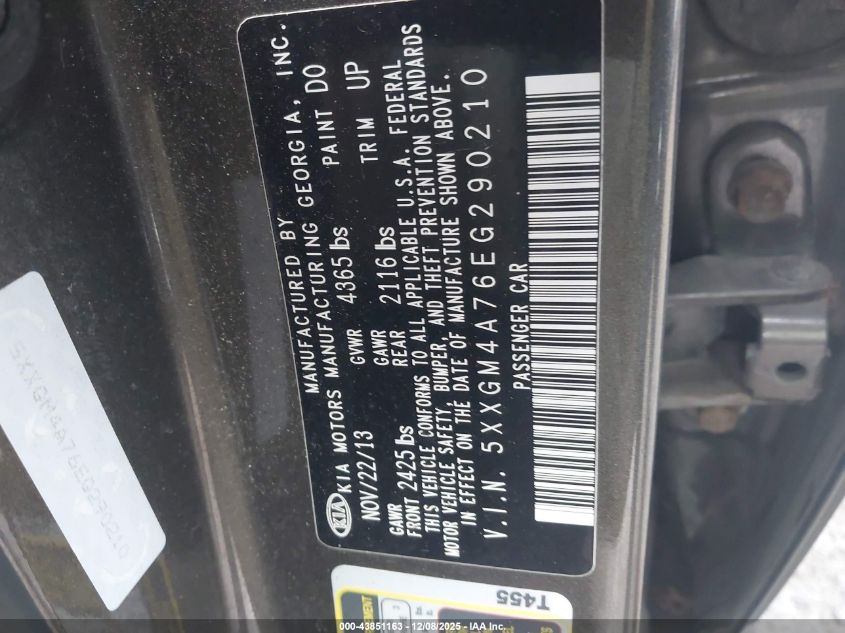 MANUFACTURED BY
KIA KIA MOTORS MANUFACTURING GEORGIA, INC.
NOV/22/13 GVWR 4365 lbs PAINT DO
GAWR FRONT 2425 lbs GAWR REAR 2116 lbs TRIM UP
THIS VEHICLE CONFORMS TO ALL APPLICABLE U.S.A. FEDERAL
MOTOR VEHICLE SAFETY, BUMPER, AND THEFT PREVENTION STANDARDS
IN EFFECT ON THE DATE OF MANUFACTURE SHOWN ABOVE.
V.I.N. 5XXGM4A76EG290210
PASSENGER CAR
5XXGM4A76EG290210
T455
000-43851163 - 12/08/2025 - IAA Inc.